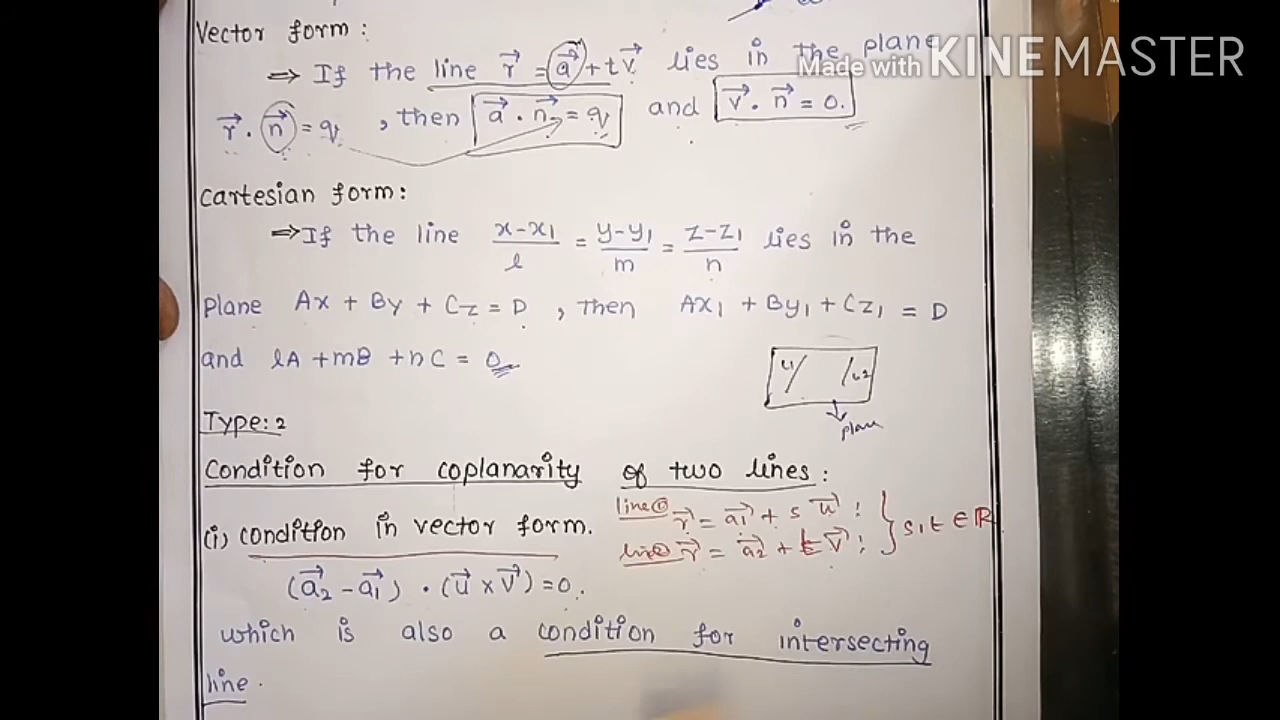 Vector form:
Made with KINEMASTER
⇒ If the line r⃗ = a⃗ + t v⃗ lies in the plane
r⃗ . n⃗ = q , then a⃗ . n⃗ = q and v⃗ . n⃗ = 0.
Cartesian form:
⇒ If the line (x-x₁)/l = (y-y₁)/m = (z-z₁)/n lies in the
plane Ax + By + Cz = D , then Ax₁ + By₁ + Cz₁ = D
and lA + mB + nC = 0
L1 L2
plane
Type: 2
Condition for coplanarity of two lines:
line① r⃗ = a⃗₁ + s u⃗ ;
(i) condition in vector form.
line② r⃗ = a⃗₂ + t v⃗ ; } s, t ∈ ℝ
(a⃗₂ - a⃗₁) . (u⃗ × v⃗) = 0.
which is also a condition for intersecting
line.